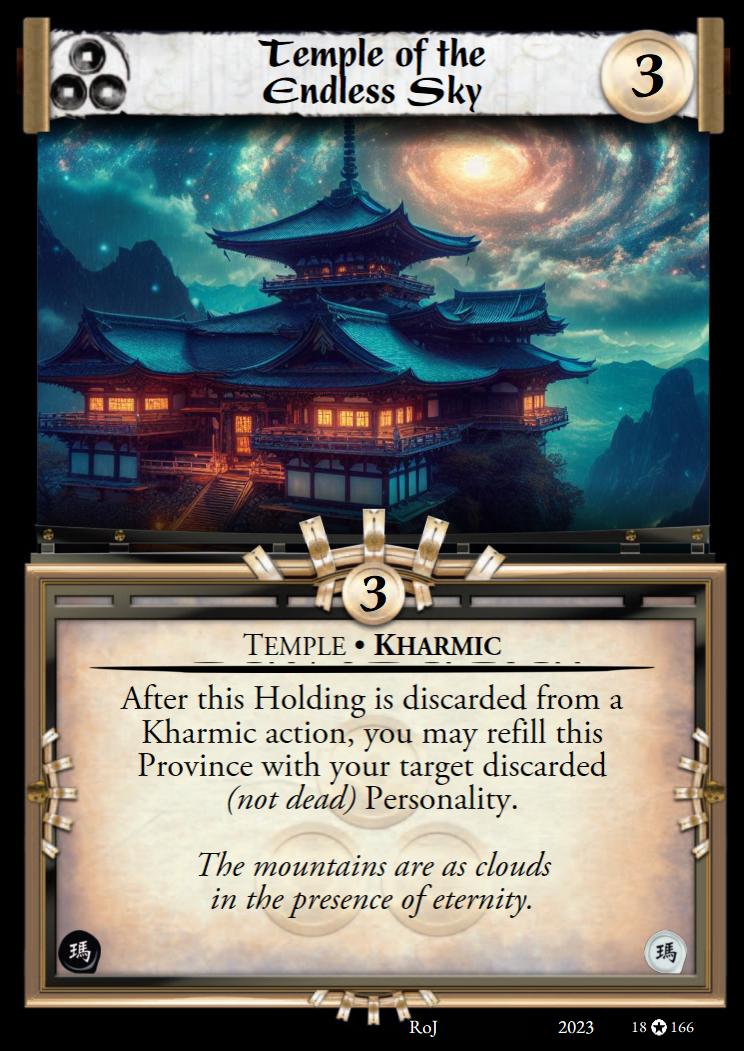 Temple of the
Endless Sky
3
3
Temple • Kharmic
After this Holding is discarded from a
Kharmic action, you may refill this
Province with your target discarded
(not dead) Personality.
The mountains are as clouds
in the presence of eternity.
瑪
瑪
RoJ 2023 18 ✪ 166